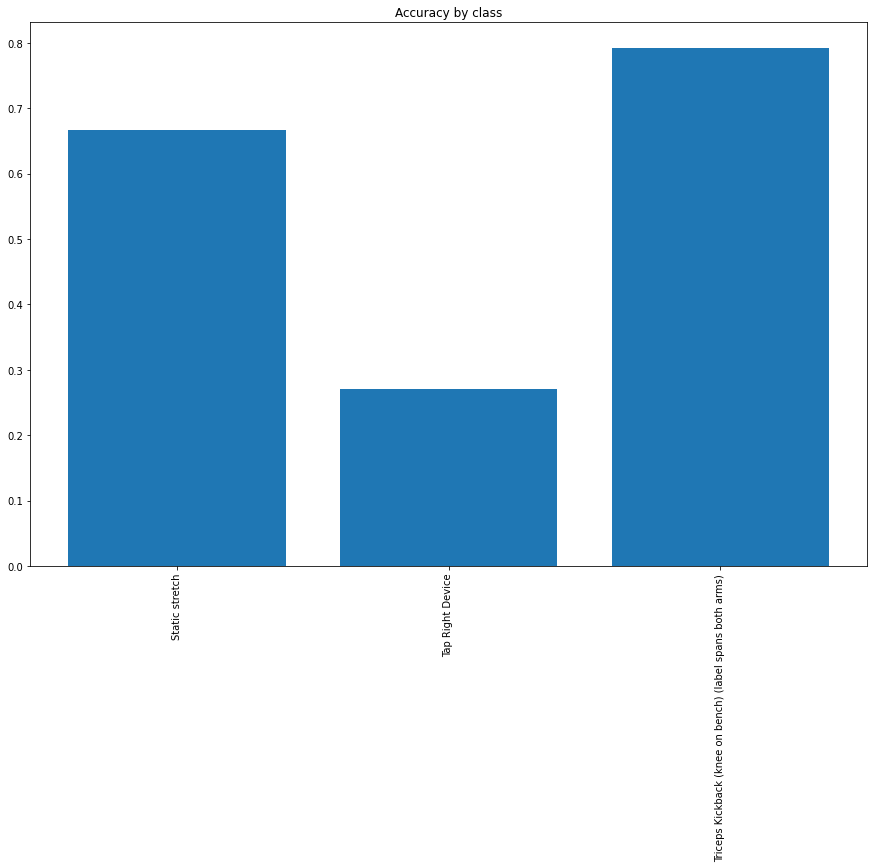 Accuracy by class
0.8
0.7
0.6
0.5
0.4
0.3
0.2
0.1
0.0
Static stretch
Tap Right Device
Triceps Kickback (knee on bench) (label spans both arms)